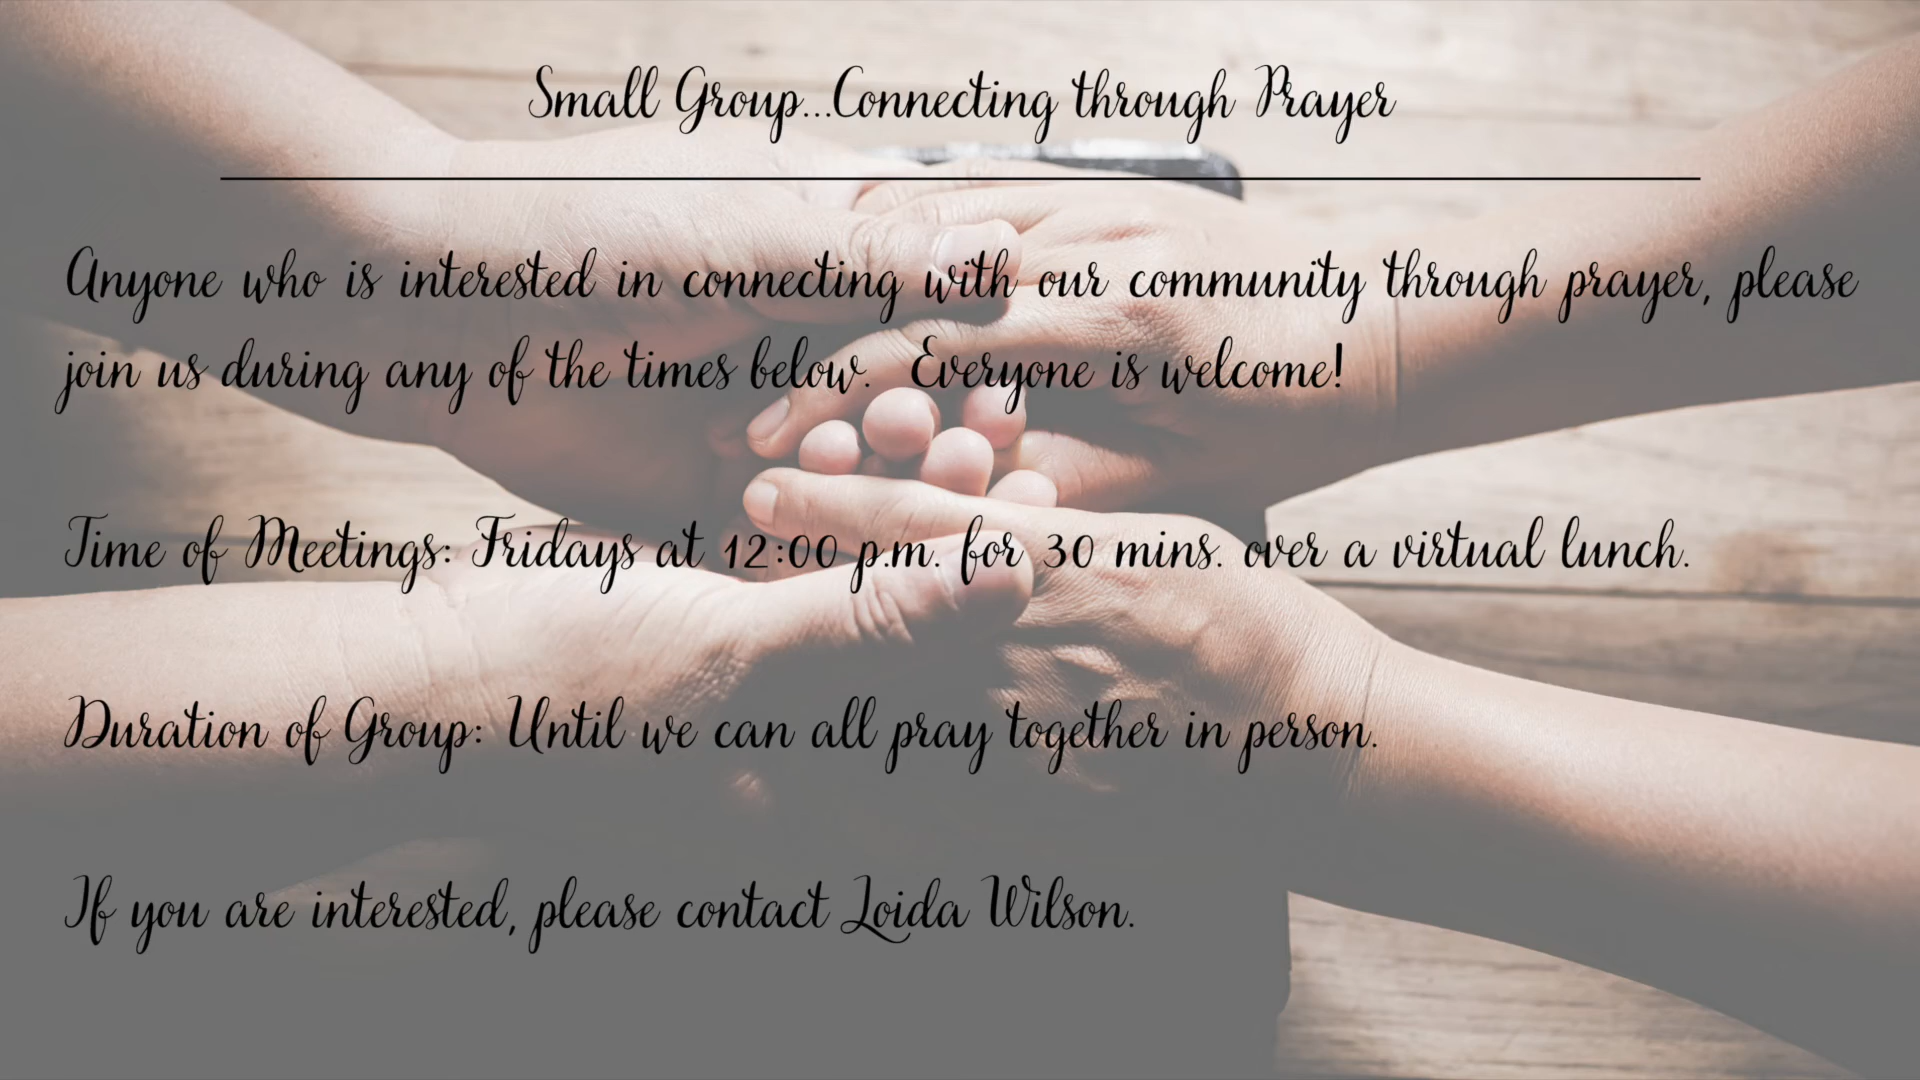 Small Group...Connecting through Prayer
Anyone who is interested in connecting with our community through prayer, please
join us during any of the times below. Everyone is welcome!
Time of Meetings: Fridays at 12:00 p.m. for 30 mins. over a virtual lunch.
Duration of Group: Until we can all pray together in person.
If you are interested, please contact Loida Wilson.